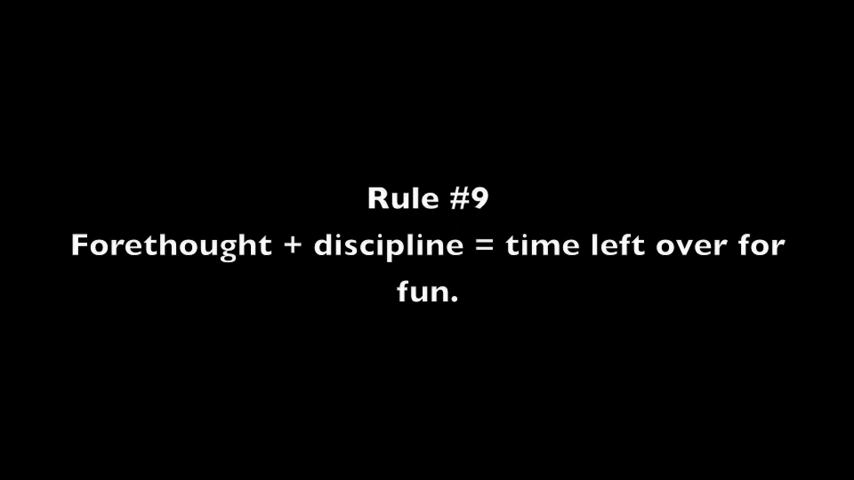 Rule #9
Forethought + discipline = time left over for
fun.